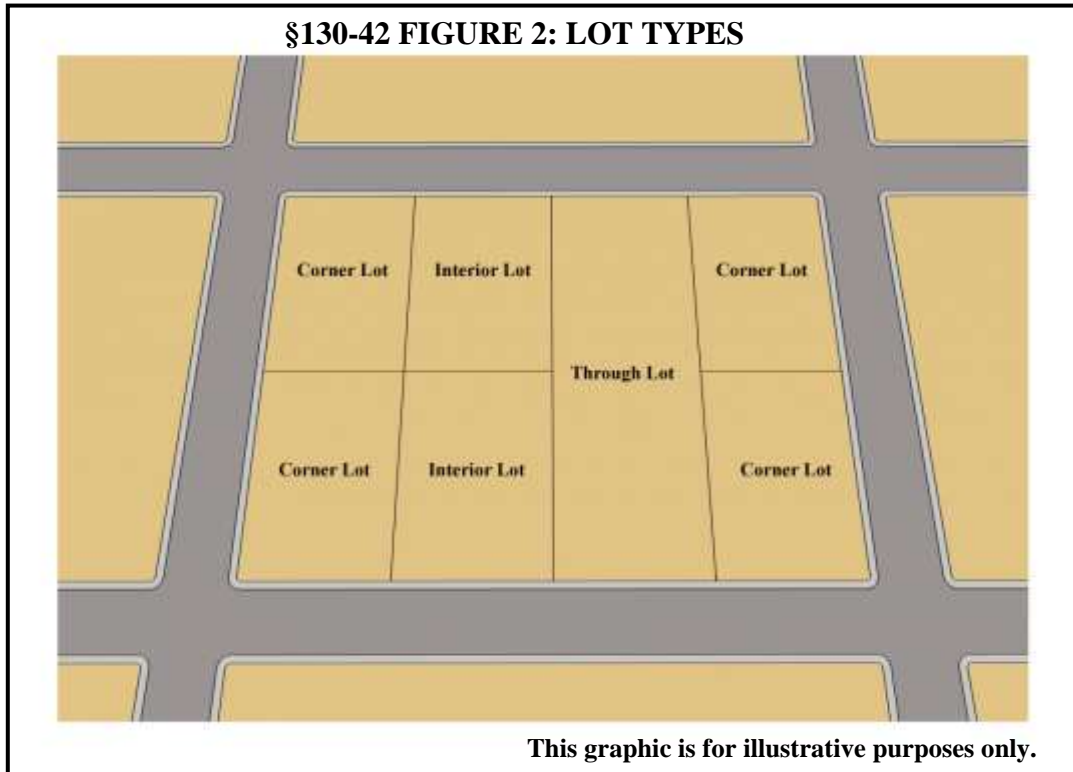 §130-42 FIGURE 2: LOT TYPES
Corner Lot
Interior Lot
Corner Lot
Through Lot
Corner Lot
Interior Lot
Corner Lot
This graphic is for illustrative purposes only.